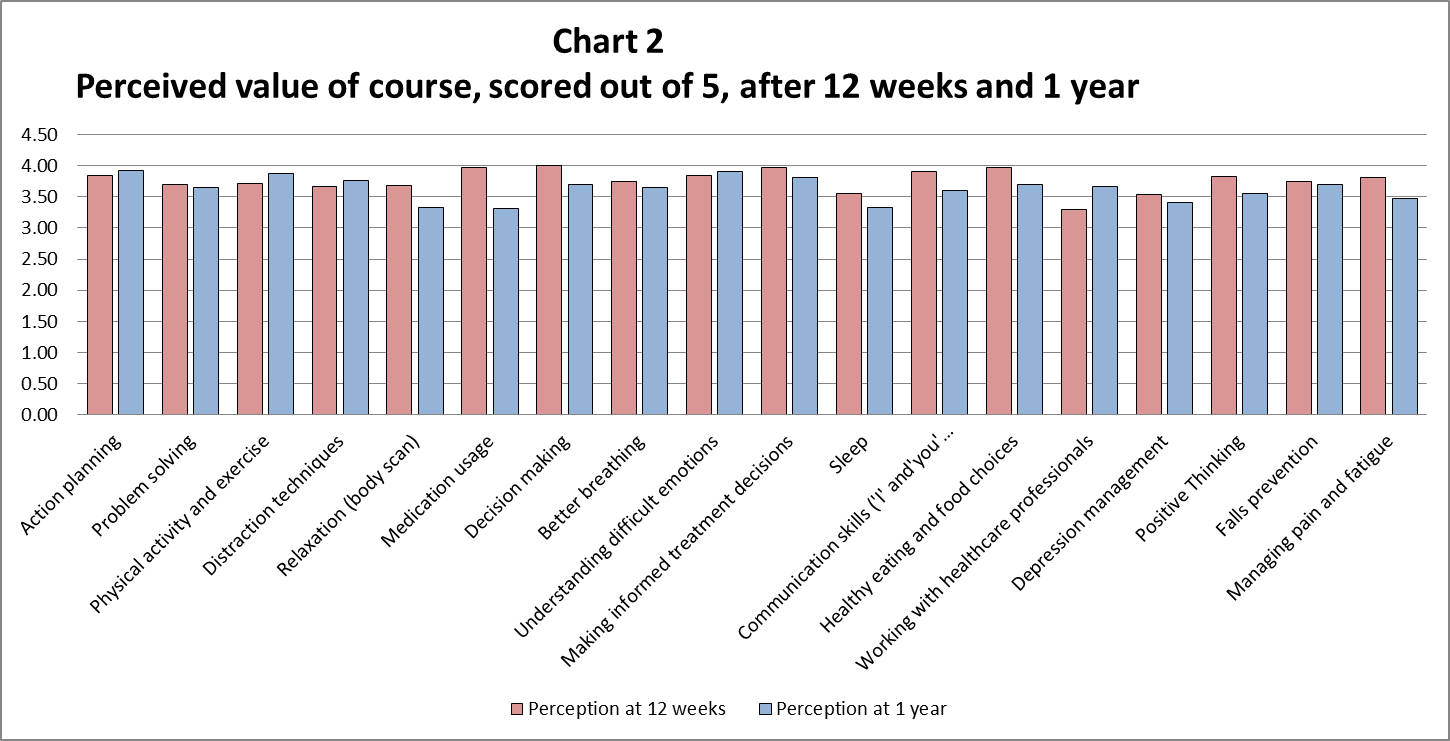 Chart 2
Perceived value of course, scored out of 5, after 12 weeks and 1 year
4.50
4.00
3.50
3.00
2.50
2.00
1.50
1.00
0.50
0.00
Action planning
Problem solving
Physical activity and exercise
Distraction techniques
Relaxation (body scan)
Medication usage
Decision making
Better breathing
Understanding difficult emotions
Making informed treatment decisions
Sleep
Communication skills ('I' and'you'...
Healthy eating and food choices
Working with healthcare professionals
Depression management
Positive Thinking
Falls prevention
Managing pain and fatigue
Perception at 12 weeks
Perception at 1 year